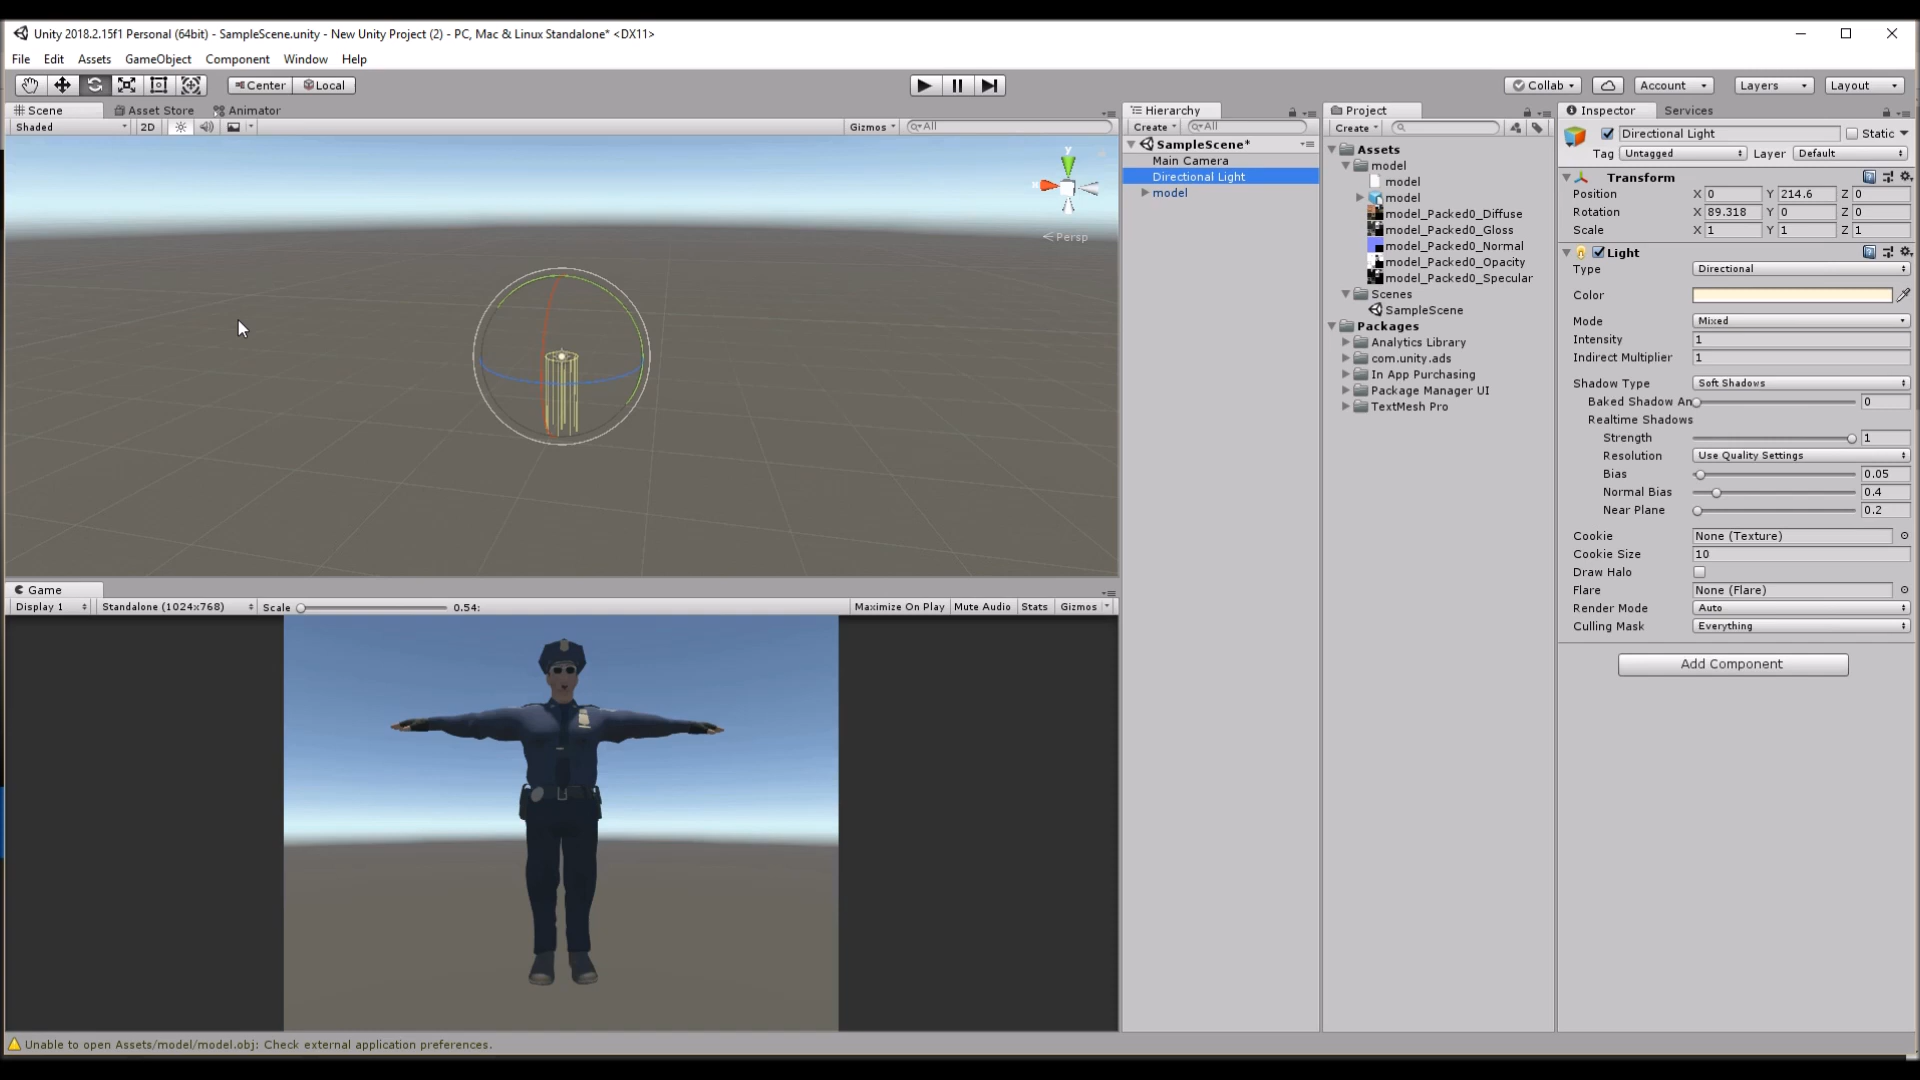 Unity 2018.2.15f1 Personal (64bit) - SampleScene.unity - New Unity Project (2) - PC, Mac & Linux Standalone* <DX11>
File Edit Assets GameObject Component Window Help
Center Local Collab Account Layers Layout
Scene Asset Store Animator
Shaded 2D Gizmos All
y
x
Persp
Game
Display 1 Standalone (1024x768) Scale 0.54: Maximize On Play Mute Audio Stats Gizmos
Hierarchy
Create All
SampleScene*
Main Camera
Directional Light
model
Project
Create
Assets
model
model
model
model_Packed0_Diffuse
model_Packed0_Gloss
model_Packed0_Normal
model_Packed0_Opacity
model_Packed0_Specular
Scenes
SampleScene
Packages
Analytics Library
com.unity.ads
In App Purchasing
Package Manager UI
TextMesh Pro
Inspector Services
Directional Light Static
Tag Untagged Layer Default
Transform
Position X 0 Y 214.6 Z 0
Rotation X 89.318 Y 0 Z 0
Scale X 1 Y 1 Z 1
Light
Type Directional
Color
Mode Mixed
Intensity 1
Indirect Multiplier 1
Shadow Type Soft Shadows
Baked Shadow An 0
Realtime Shadows
Strength 1
Resolution Use Quality Settings
Bias 0.05
Normal Bias 0.4
Near Plane 0.2
Cookie None (Texture)
Cookie Size 10
Draw Halo
Flare None (Flare)
Render Mode Auto
Culling Mask Everything
Add Component
Unable to open Assets/model/model.obj: Check external application preferences.